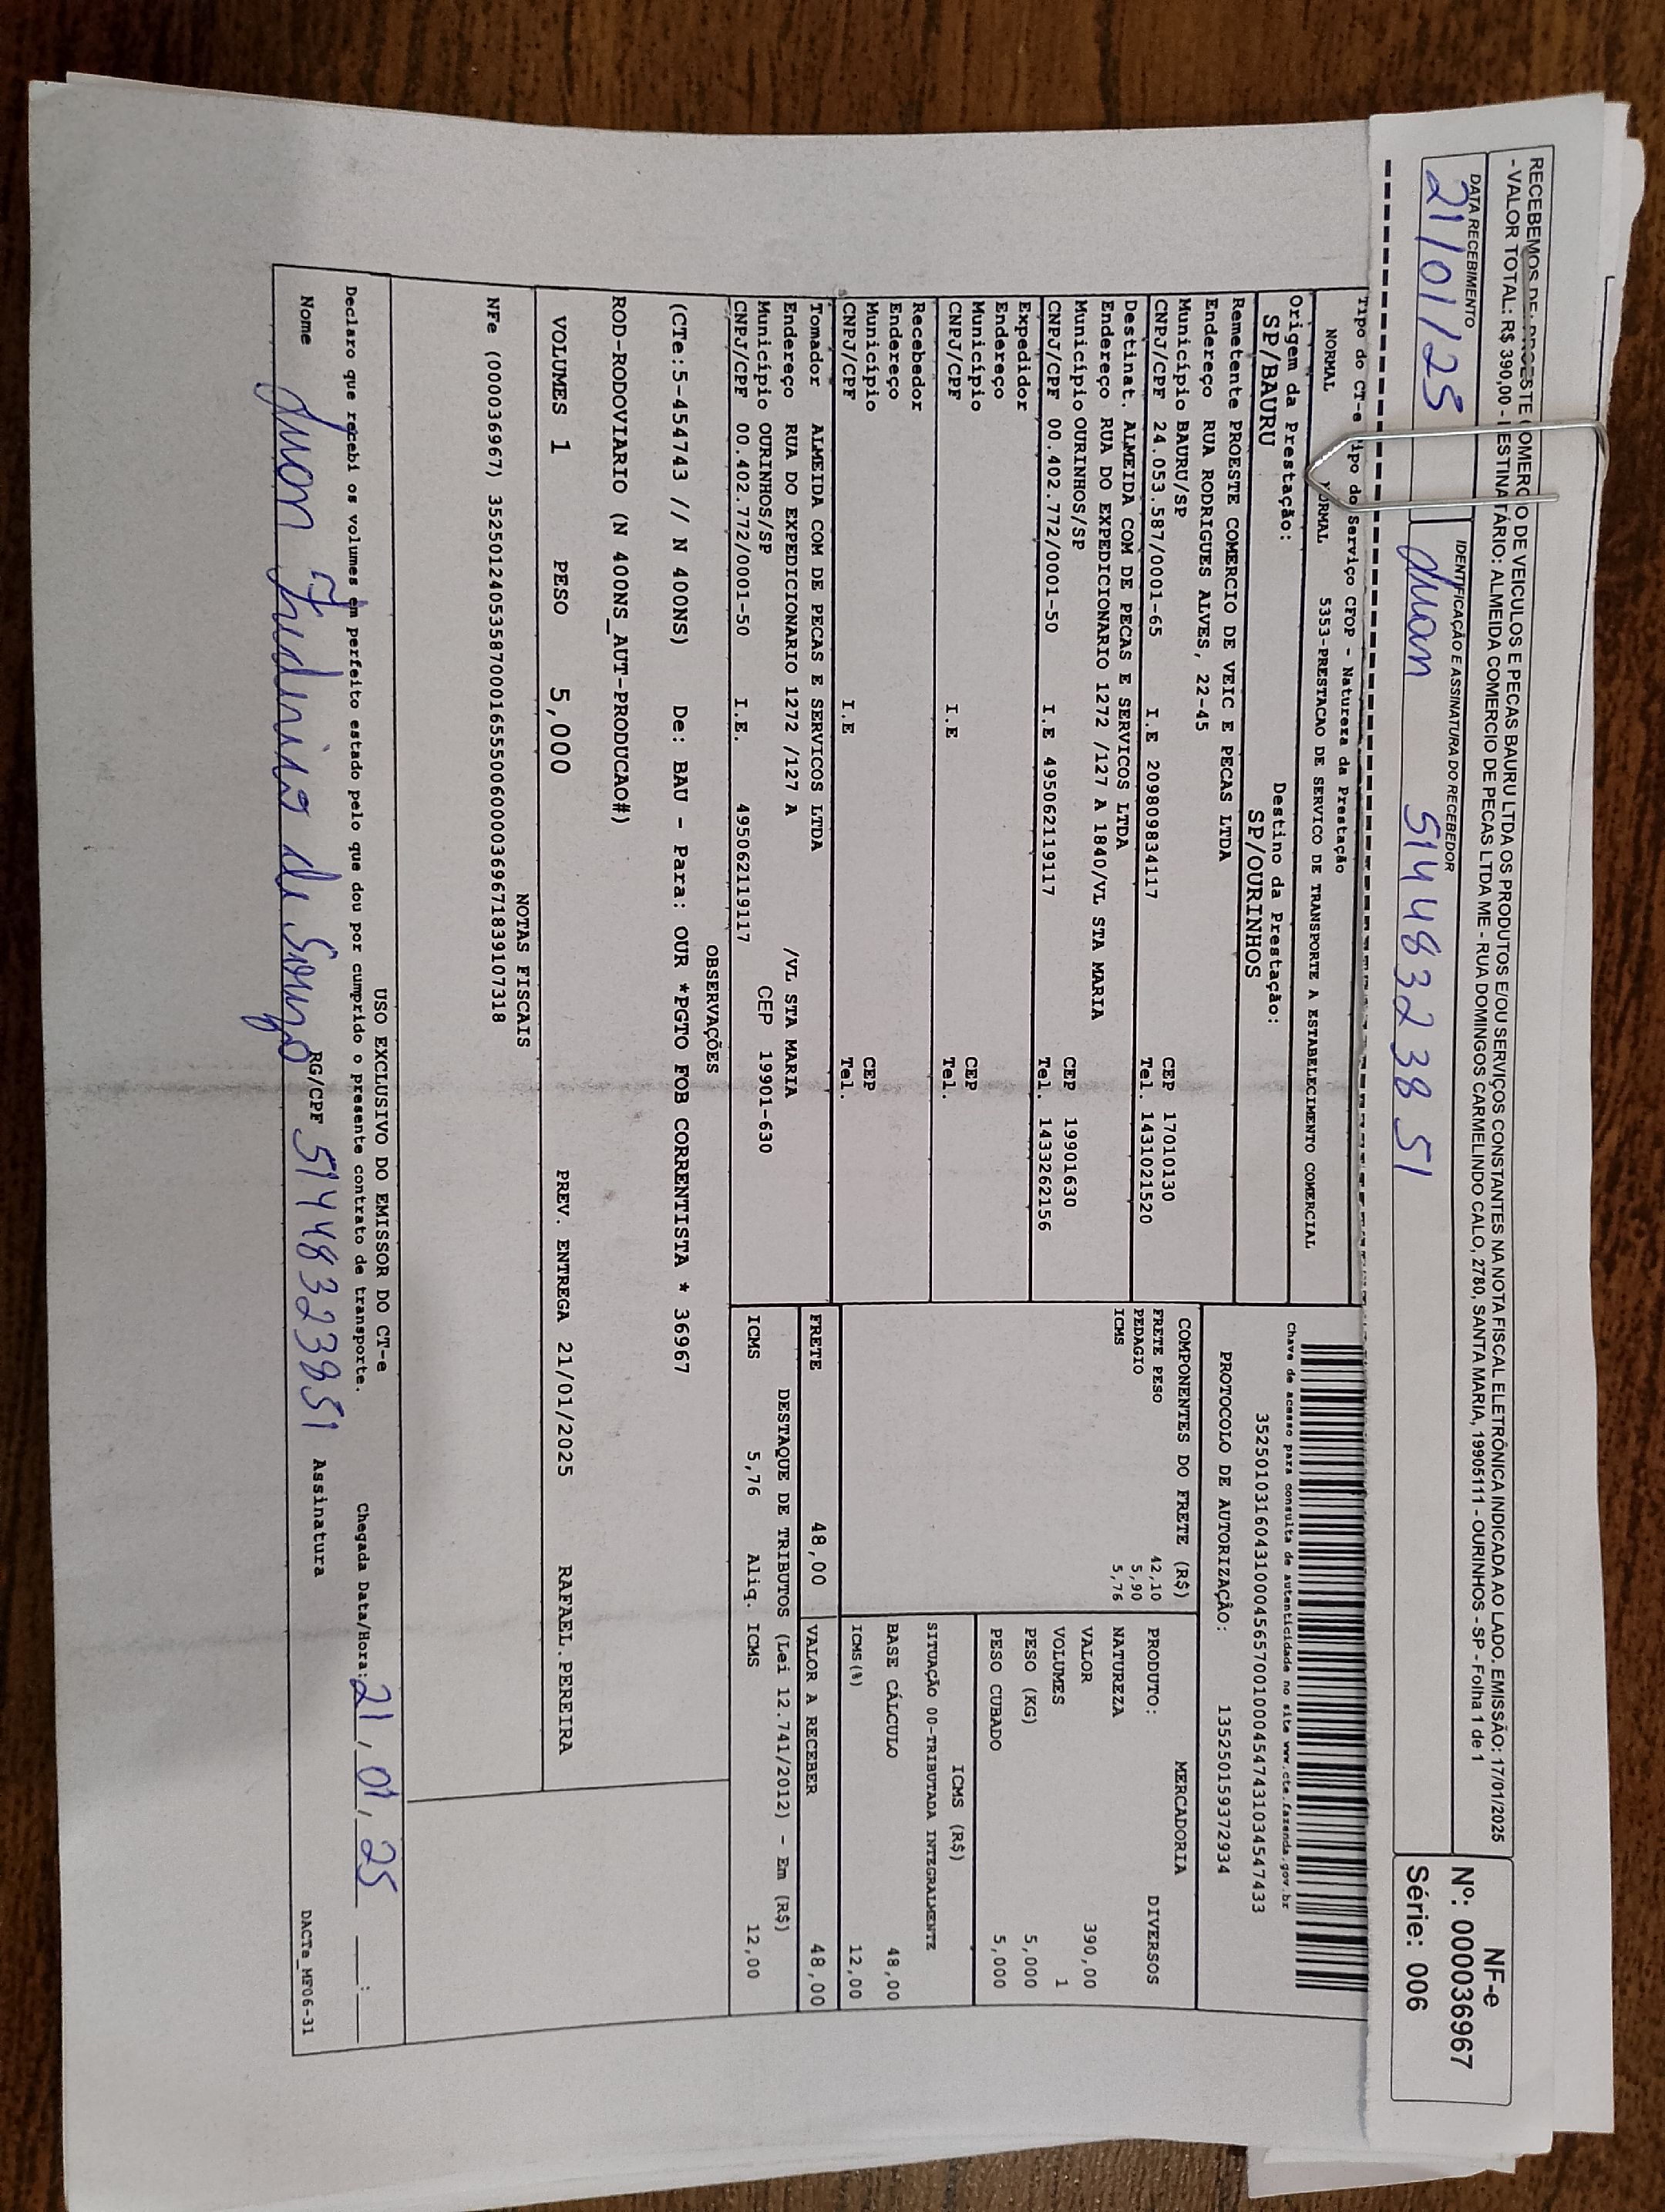 RECEBEMOS DE PROESTE COMERCIO DE VEICULOS E PECAS BAURU LTDA OS PRODUTOS E/OU SERVIÇOS CONSTANTES NA NOTA FISCAL ELETRÔNICA INDICADA AO LADO. EMISSÃO: 17/01/2025
- VALOR TOTAL: R$ 390,00 - DESTINATÁRIO: ALMEIDA COMERCIO DE PECAS LTDA ME - RUA DOMINGOS CARMELINDO CALO, 2780, SANTA MARIA, 19905111 - OURINHOS - SP - Folha 1 de 1
DATA RECEBIMENTO
21/01/25
IDENTIFICAÇÃO E ASSINATURA DO RECEBEDOR
51448323851
NF-e
Nº: 000036967
Série: 006
Tipo do CT-e Tipo do Serviço CFOP - Natureza da Prestação
NORMAL NORMAL 5353-PRESTACAO DE SERVICO DE TRANSPORTE A ESTABELECIMENTO COMERCIAL
Origem da Prestação: Destino da Prestação:
SP/BAURU SP/OURINHOS
Remetente PROESTE COMERCIO DE VEIC E PECAS LTDA
Endereço RUA RODRIGUES ALVES, 22-45
Município BAURU/SP CEP 17010130
CNPJ/CPF 24.053.587/0001-65 I.E 209809834117 Tel. 1431021520
Destinat. ALMEIDA COM DE PECAS E SERVICOS LTDA
Endereço RUA DO EXPEDICIONARIO 1272 /127 A 1840/VL STA MARIA
Município OURINHOS/SP CEP 19901630
CNPJ/CPF 00.402.772/0001-50 I.E 495062119117 Tel. 1433262156
Expedidor
Endereço
Município CEP
CNPJ/CPF I.E Tel.
Recebedor
Endereço
Município CEP
CNPJ/CPF I.E Tel.
Tomador ALMEIDA COM DE PECAS E SERVICOS LTDA
Endereço RUA DO EXPEDICIONARIO 1272 /127 A /VL STA MARIA
Município OURINHOS/SP CEP 19901-630
CNPJ/CPF 00.402.772/0001-50 I.E. 495062119117
Chave de acesso para consulta de autenticidade no site www.cte.fazenda.gov.br
35250103160431000456570010004547431034547433
PROTOCOLO DE AUTORIZAÇÃO: 135250159372934
COMPONENTES DO FRETE (R$)
FRETE PESO 42,10
PEDAGIO 5,90
ICMS 5,76
MERCADORIA
PRODUTO: DIVERSOS
NATUREZA
VALOR 390,00
VOLUMES 1
PESO (KG) 5,000
PESO CUBADO 5,000
ICMS (R$)
SITUAÇÃO 00-TRIBUTADA INTEGRALMENTE
BASE CÁLCULO 48,00
ICMS(%) 12,00
FRETE 48,00 VALOR A RECEBER 48,00
DESTAQUE DE TRIBUTOS (Lei 12.741/2012) - Em (R$)
ICMS 5,76 Aliq. ICMS 12,00
OBSERVAÇÕES
(CTe:5-454743 // N 400NS) De: BAU - Para: OUR *PGTO FOB CORRENTISTA * 36967
ROD-RODOVIARIO (N 400NS_AUT-PRODUCAO#)
VOLUMES 1 PESO 5,000 PREV. ENTREGA 21/01/2025 RAFAEL.PEREIRA
NOTAS FISCAIS
NFe (000036967) 35250124053587000165550060000369671839107318
USO EXCLUSIVO DO EMISSOR DO CT-e
Declaro que recebi os volumes em perfeito estado pelo que dou por cumprido o presente contrato de transporte. Chegada Data/Hora: 21, 01, 25 :
Nome de Souza RG/CPF 51448323851 Assinatura
DACTe_MF06-31